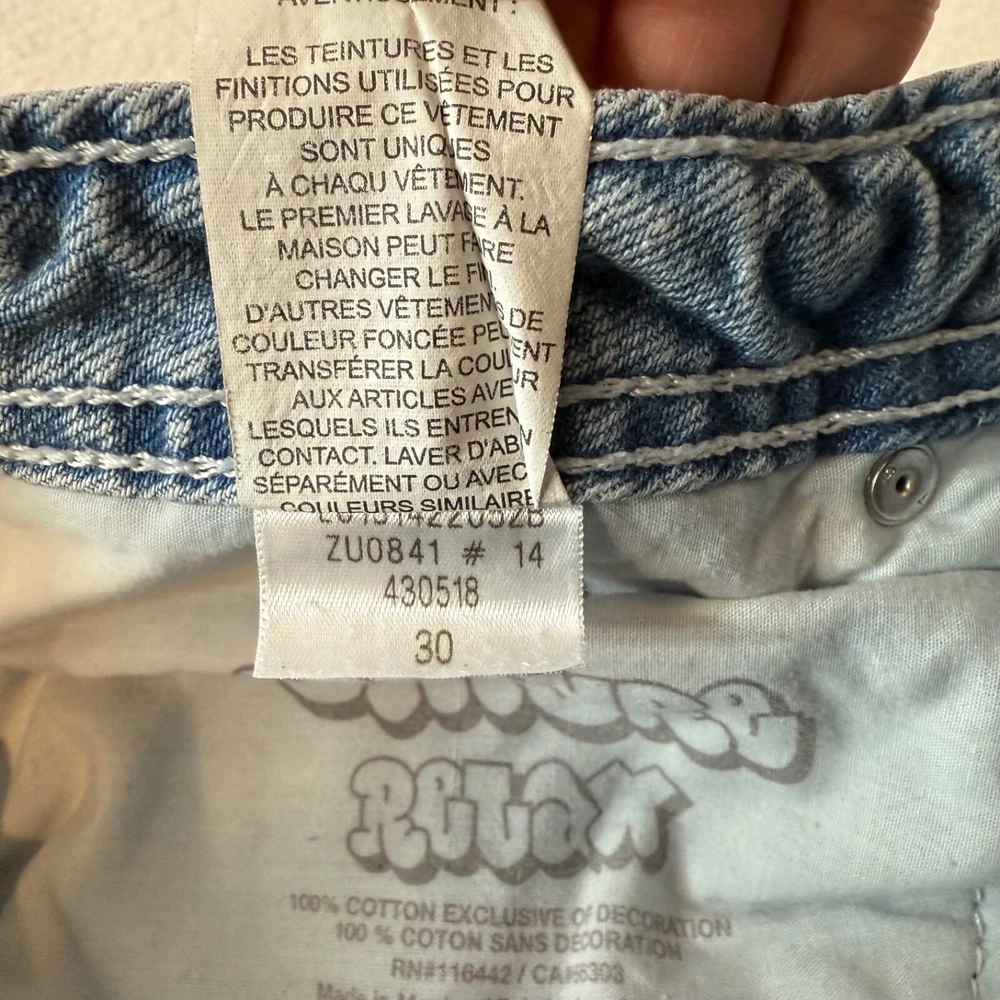 AVERTISSEMENT :
LES TEINTURES ET LES
FINITIONS UTILISÉES POUR
PRODUIRE CE VÊTEMENT
SONT UNIQUES
À CHAQU VÊTEMENT.
LE PREMIER LAVAGE À LA
MAISON PEUT FAIRE
CHANGER LE FINI.
D'AUTRES VÊTEMENTS DE
COULEUR FONCÉE PEUVENT
TRANSFÉRER LA COULEUR
AUX ARTICLES AVEC
LESQUELS ILS ENTRENT
CONTACT. LAVER D'ABORD
SÉPARÉMENT OU AVEC
COULEURS SIMILAIRES
ZU0841 # 14
430518
30
RELAX
100% COTTON EXCLUSIVE OF DECORATION
100 % COTON SANS DÉCORATION
RN#116442 /
Made in